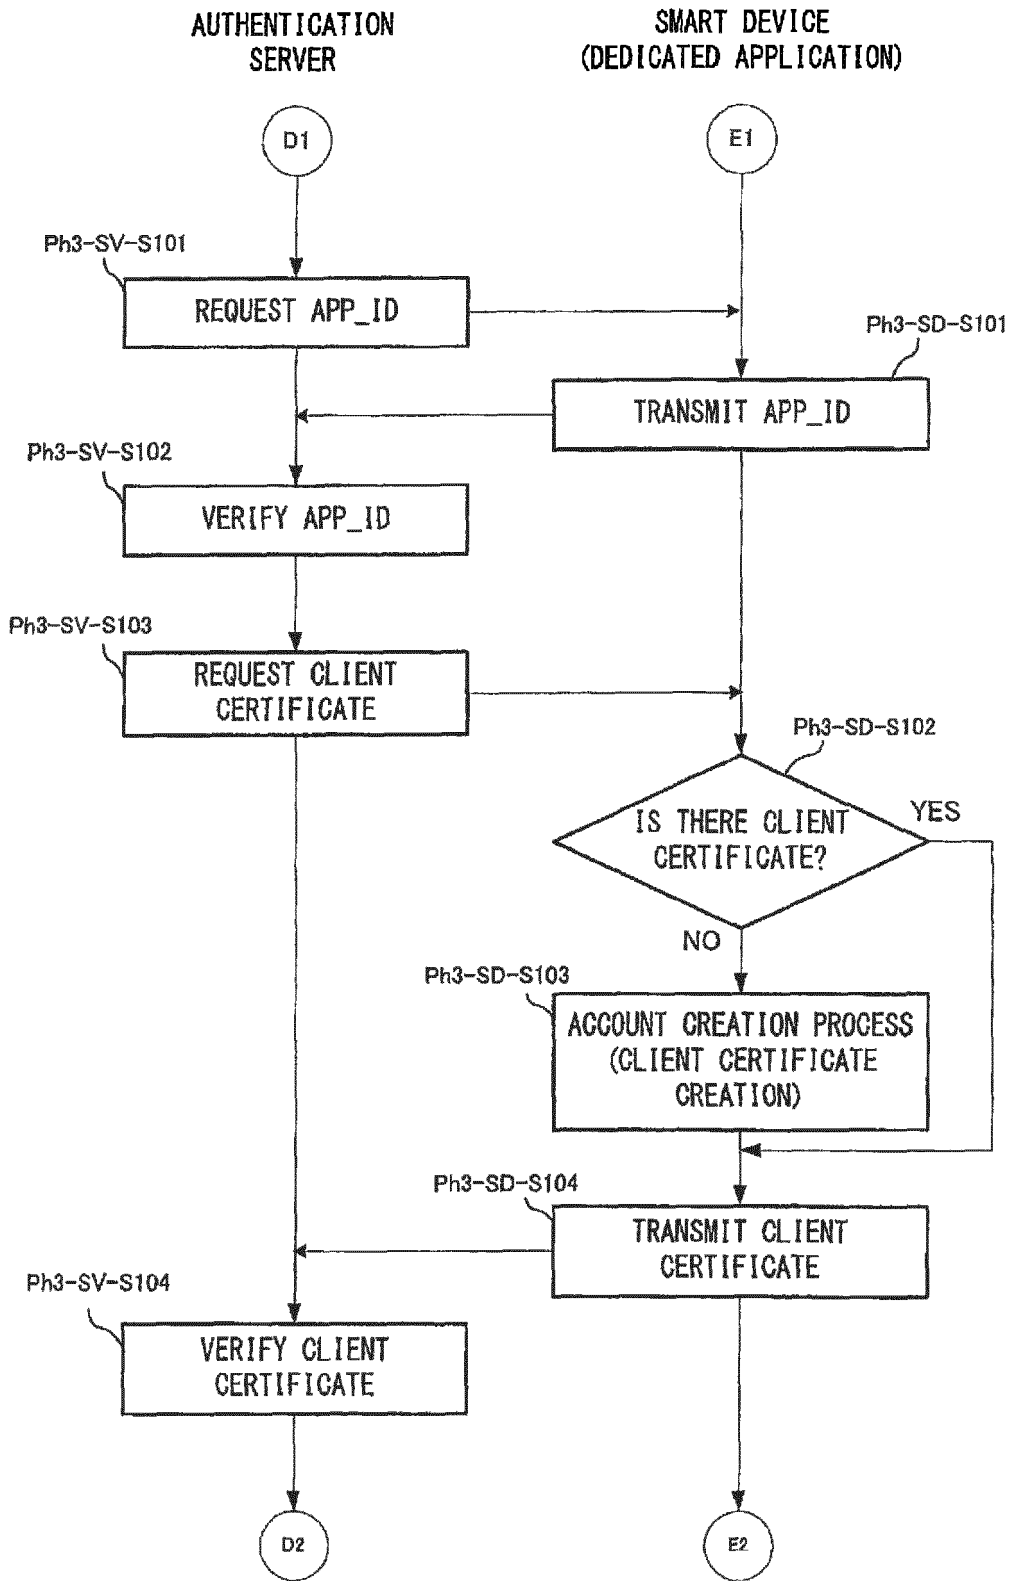 AUTHENTICATION
SERVER
SMART DEVICE
(DEDICATED APPLICATION)
D1
E1
Ph3-SV-S101
REQUEST APP_ID
Ph3-SD-S101
TRANSMIT APP_ID
Ph3-SV-S102
VERIFY APP_ID
Ph3-SV-S103
REQUEST CLIENT
CERTIFICATE
Ph3-SD-S102
IS THERE CLIENT
CERTIFICATE?
YES
NO
Ph3-SD-S103
ACCOUNT CREATION PROCESS
(CLIENT CERTIFICATE
CREATION)
Ph3-SD-S104
TRANSMIT CLIENT
CERTIFICATE
Ph3-SV-S104
VERIFY CLIENT
CERTIFICATE
D2
E2